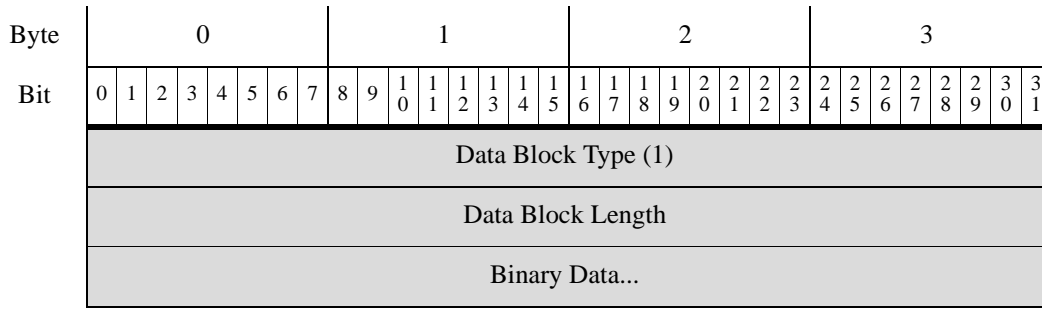 Byte 0 1 2 3
Bit 0 1 2 3 4 5 6 7 8 9 10 11 12 13 14 15 16 17 18 19 20 21 22 23 24 25 26 27 28 29 30 31
Data Block Type (1)
Data Block Length
Binary Data...